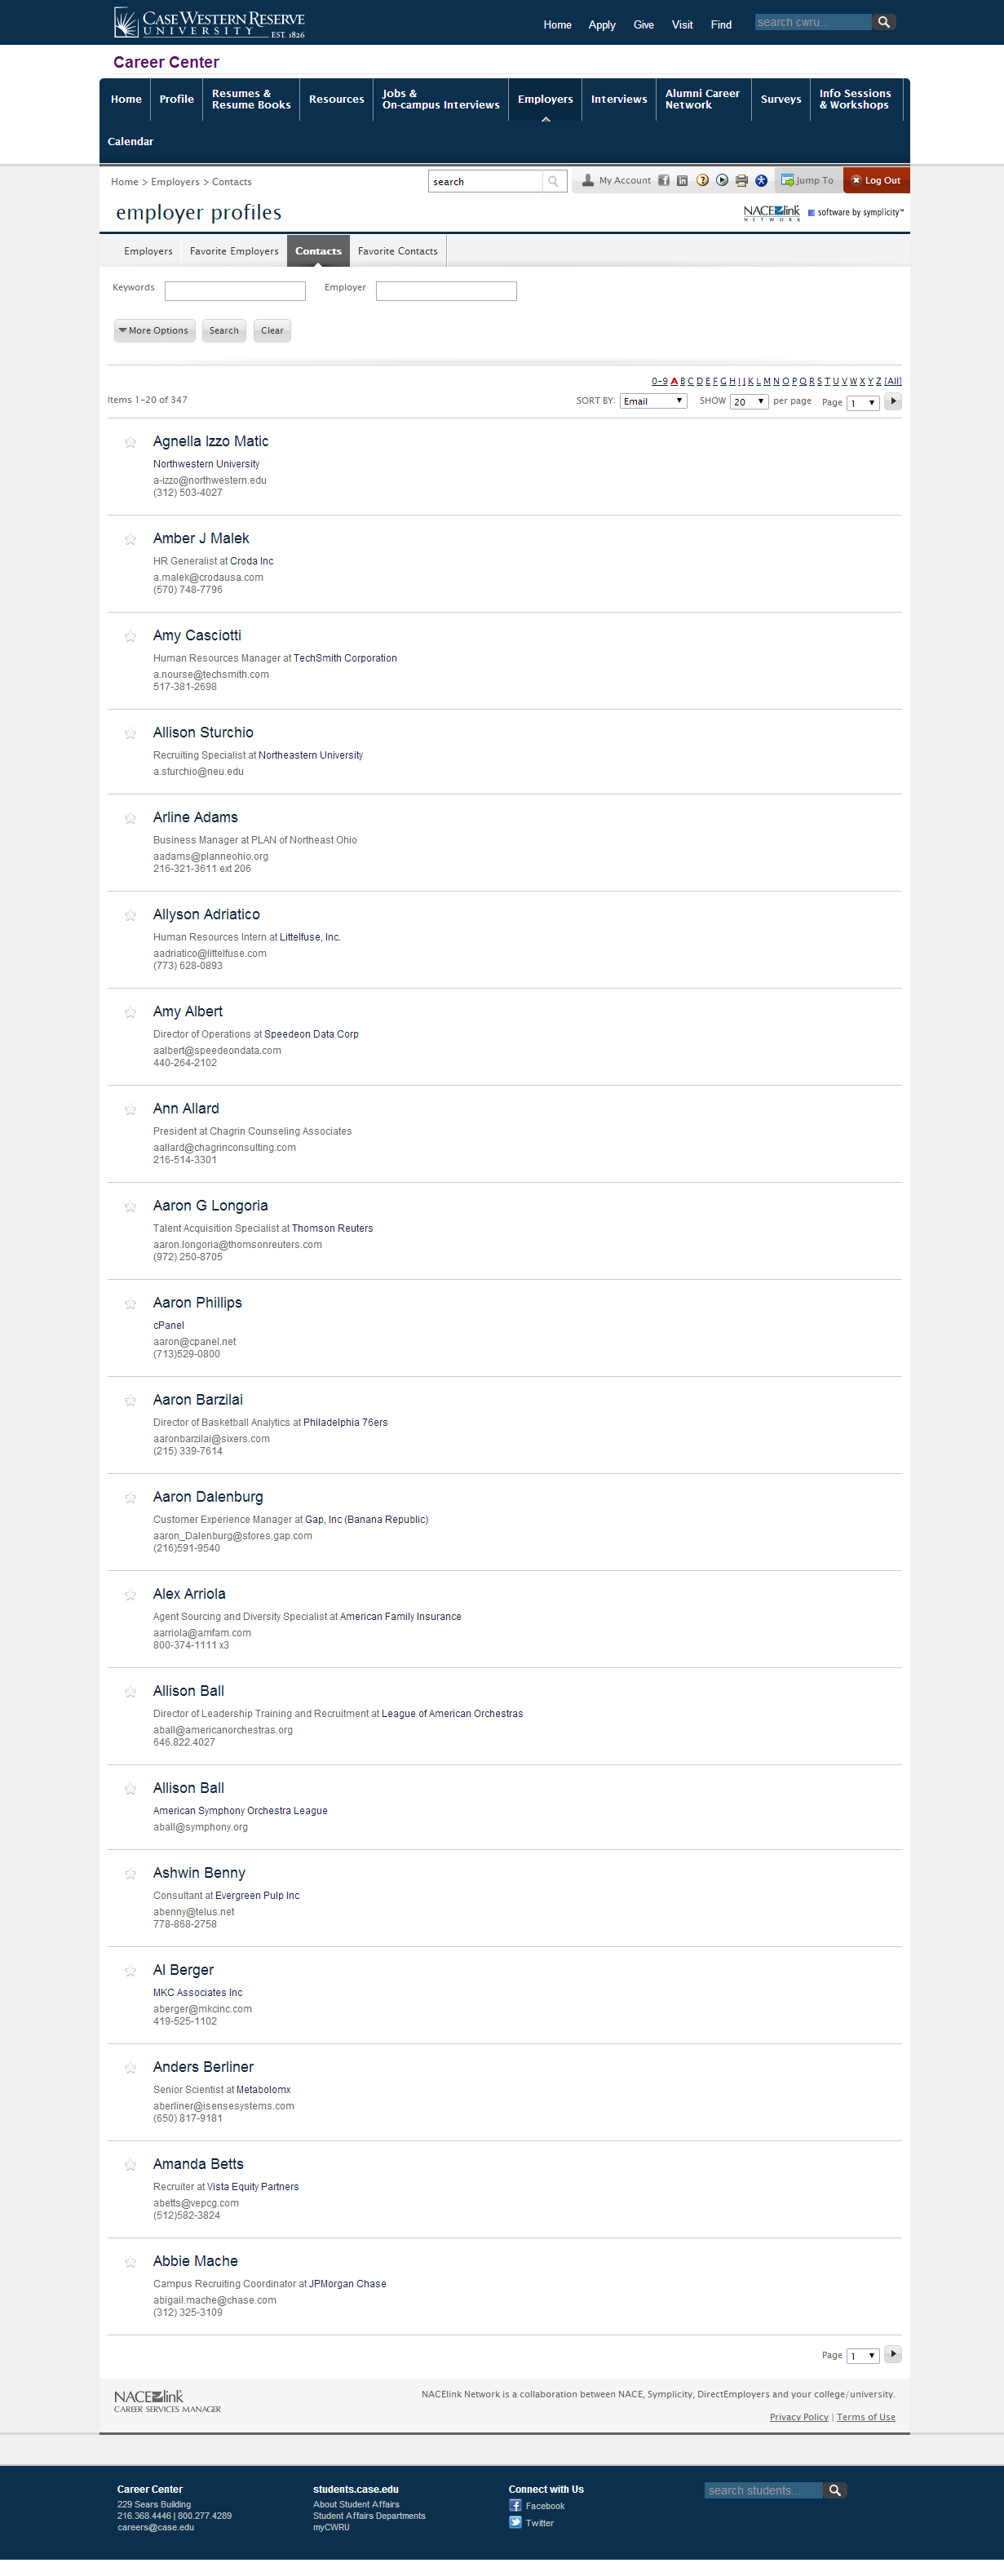 CASE WESTERN RESERVE
UNIVERSITY EST. 1826
Home Apply Give Visit Find
search cwru...
Career Center
Home
Profile
Resumes &
Resume Books
Resources
Jobs &
On-campus Interviews
Employers
Interviews
Alumni Career
Network
Surveys
Info Sessions
& Workshops
Calendar
Home > Employers > Contacts
search
My Account
Jump To
Log Out
employer profiles
NACElink
NETWORK
software by symplicity™
Employers Favorite Employers Contacts Favorite Contacts
Keywords Employer
More Options Search Clear
0-9 A B C D E F G H I J K L M N O P Q R S T U V W X Y Z [All]
Items 1-20 of 347
SORT BY: Email SHOW 20 per page Page 1
Agnella Izzo Matic
Northwestern University
a-izzo@northwestern.edu
(312) 503-4027
Amber J Malek
HR Generalist at Croda Inc
a.malek@crodausa.com
(570) 748-7796
Amy Casciotti
Human Resources Manager at TechSmith Corporation
a.nourse@techsmith.com
517-381-2698
Allison Sturchio
Recruiting Specialist at Northeastern University
a.sturchio@neu.edu
Arline Adams
Business Manager at PLAN of Northeast Ohio
aadams@planneohio.org
216-321-3611 ext 206
Allyson Adriatico
Human Resources Intern at Littelfuse, Inc.
aadriatico@littelfuse.com
(773) 628-0893
Amy Albert
Director of Operations at Speedeon Data Corp
aalbert@speedeondata.com
440-264-2102
Ann Allard
President at Chagrin Counseling Associates
aallard@chagrinconsulting.com
216-514-3301
Aaron G Longoria
Talent Acquisition Specialist at Thomson Reuters
aaron.longoria@thomsonreuters.com
(972) 250-8705
Aaron Phillips
cPanel
aaron@cpanel.net
(713)529-0800
Aaron Barzilai
Director of Basketball Analytics at Philadelphia 76ers
aaronbarzilai@sixers.com
(215) 339-7614
Aaron Dalenburg
Customer Experience Manager at Gap, Inc (Banana Republic)
aaron_Dalenburg@stores.gap.com
(216)591-9540
Alex Arriola
Agent Sourcing and Diversity Specialist at American Family Insurance
aarriola@amfam.com
800-374-1111 x3
Allison Ball
Director of Leadership Training and Recruitment at League of American Orchestras
aball@americanorchestras.org
646.822.4027
Allison Ball
American Symphony Orchestra League
aball@symphony.org
Ashwin Benny
Consultant at Evergreen Pulp Inc
abenny@telus.net
778-868-2758
Al Berger
MKC Associates Inc
aberger@mkcinc.com
419-525-1102
Anders Berliner
Senior Scientist at Metabolomx
aberliner@isensesystems.com
(650) 817-9181
Amanda Betts
Recruiter at Vista Equity Partners
abetts@vepcg.com
(512)582-3824
Abbie Mache
Campus Recruiting Coordinator at JPMorgan Chase
abigail.mache@chase.com
(312) 325-3109
Page 1
NACElink
CAREER SERVICES MANAGER
NACElink Network is a collaboration between NACE, Symplicity, DirectEmployers and your college/university.
Privacy Policy | Terms of Use
Career Center
229 Sears Building
216.368.4446 | 800.277.4289
careers@case.edu
students.case.edu
About Student Affairs
Student Affairs Departments
myCWRU
Connect with Us
Facebook
Twitter
search students...